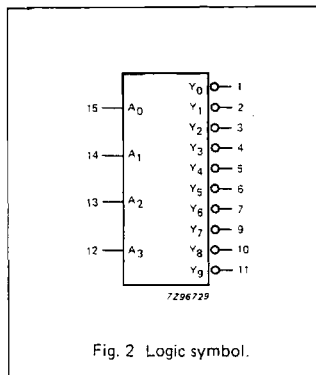 Y0 1
15 A0 Y1 2
Y2 3
Y3 4
14 A1 Y4 5
Y5 6
13 A2 Y6 7
Y7 9
12 A3 Y8 10
Y9 11
7Z96729
Fig. 2 Logic symbol.